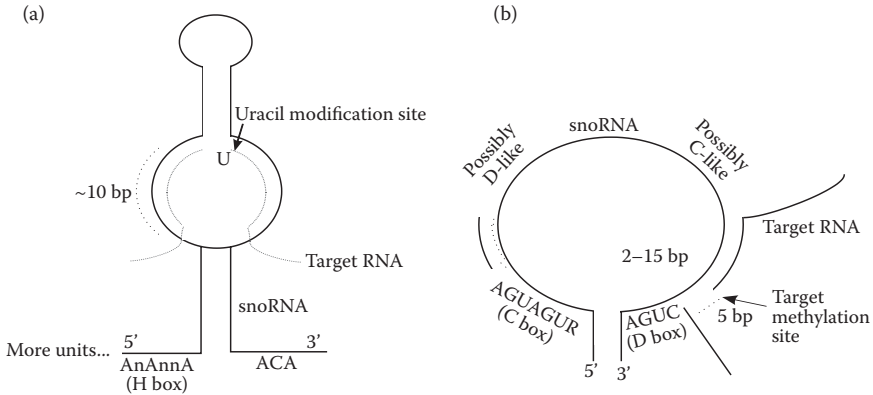 (a)
Uracil modification site
U
~10 bp
Target RNA
snoRNA
More units...
5’
3’
AnAnnA
(H box)
ACA
(b)
Possibly
D-like
snoRNA
Possibly
C-like
Target RNA
2–15 bp
AGUAGUR
(C box)
AGUC
(D box)
5 bp
Target
methylation
site
5’
3’